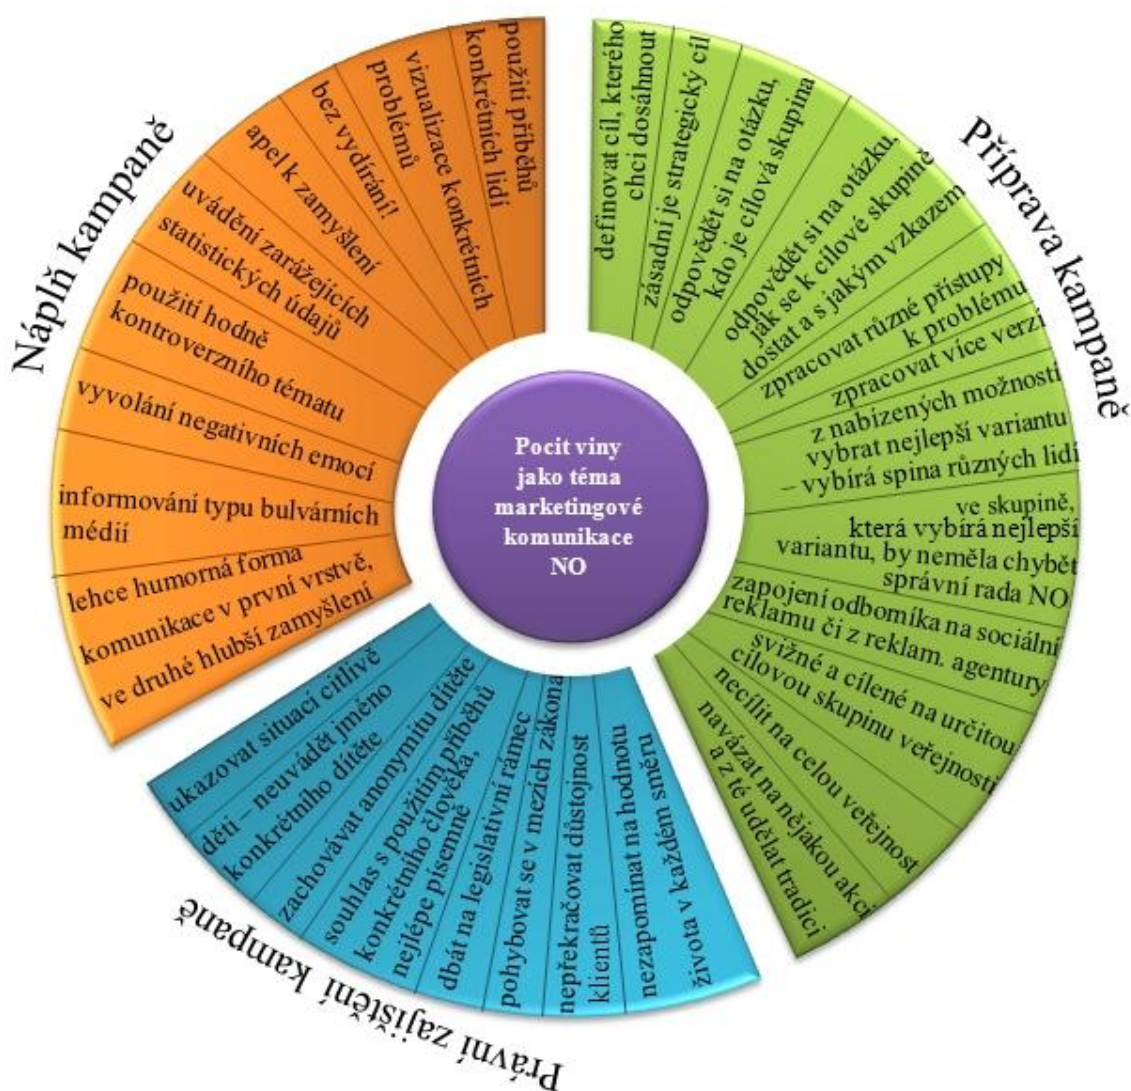 Pocit viny
jako téma
marketingové
komunikace
NO
Příprava kampaně
definovat cíl, kterého
chci dosáhnout
zásadní je strategický cíl
odpovědět si na otázku,
kdo je cílová skupina
odpovědět si na otázku,
jak se k cílové skupině
dostat a s jakým vzkazem
zpracovat různé přístupy
k problému
zpracovat více verzí
z nabízených možností
vybrat nejlepší variantu
– vybírá spina různých lidí
ve skupině,
která vybírá nejlepší
variantu, by neměla chybět
správní rada NO
zapojení odborníka na sociální
reklamu či z reklam. agentury
svižné a cílené na určitou
cílovou skupinu veřejnosti
necílit na celou veřejnost
navázat na nějakou akci
a z té udělat tradici
Právní zajištění kampaně
nezapomínat na hodnotu
života v každém směru
nepřekračovat důstojnost
klientů
pohybovat se v mezích zákona
dbát na legislativní rámec
souhlas s použitím příběhů
konkrétního člověka,
nejlépe písemně
zachovávat anonymitu dítěte
děti – neuvádět jméno
konkrétního dítěte
ukazovat situaci citlivě
Náplň kampaně
lehce humorná forma
komunikace v první vrstvě,
ve druhé hlubší zamyšlení
informování typu bulvárních
médií
vyvolání negativních emocí
použití hodně
kontroverzního tématu
uvádění zarážejících
statistických údajů
apel k zamyšlení
bez vydírání!
vizualizace konkrétních
problémů
použití příběhů
konkrétních lidí